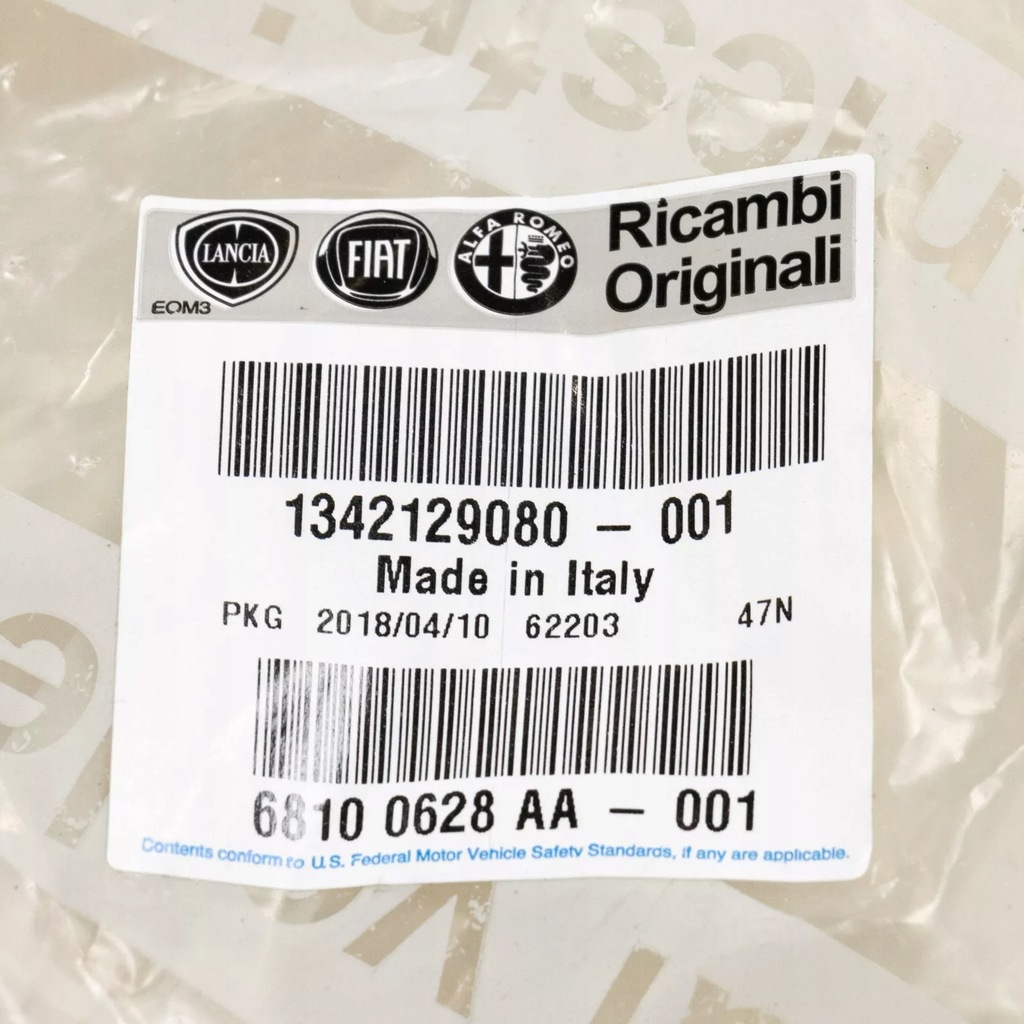 LANCIA
FIAT
ALFA ROMEO
Ricambi
Originali
EQM3
1342129080 – 001
Made in Italy
PKG 2018/04/10 62203 47N
6810 0628 AA – 001
Contents conform to U.S. Federal Motor Vehicle Safety Standards, if any are applicable.